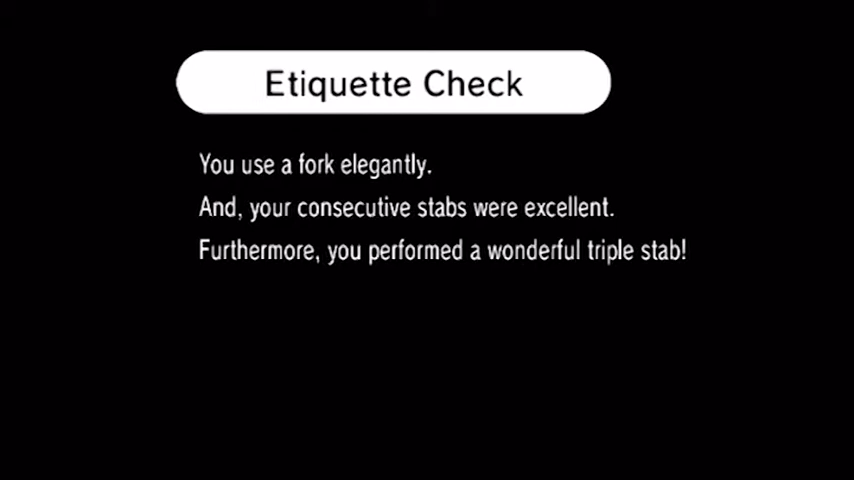 Etiquette Check
You use a fork elegantly.
And, your consecutive stabs were excellent.
Furthermore, you performed a wonderful triple stab!